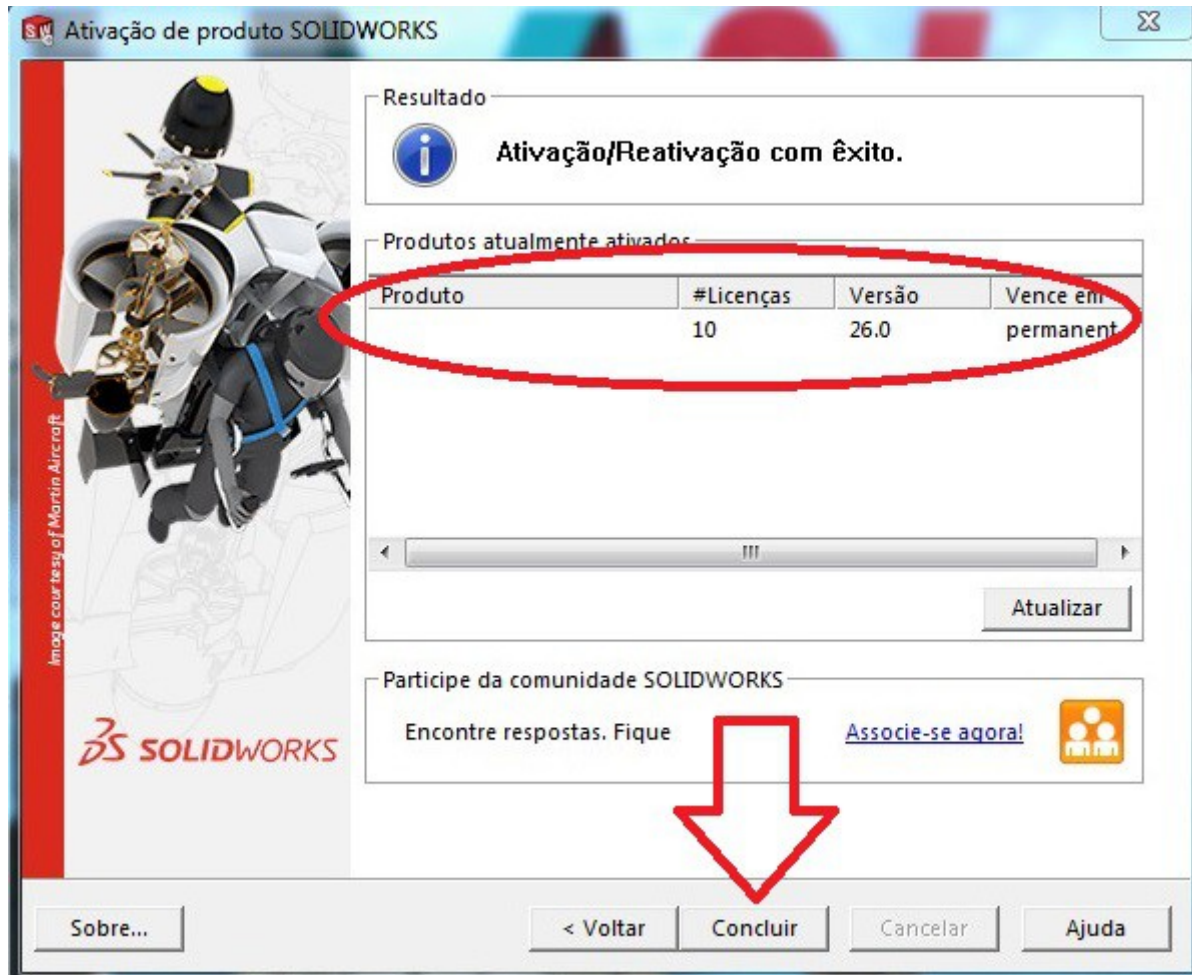 Ativação de produto SOLIDWORKS
Resultado
Ativação/Reativação com êxito.
Produtos atualmente ativados
Produto #Licenças Versão Vence em
10 26.0 permanent
Atualizar
Participe da comunidade SOLIDWORKS
Encontre respostas. Fique Associe-se agora!
Image courtesy of Martin Aircraft
SOLIDWORKS
Sobre... < Voltar Concluir Cancelar Ajuda